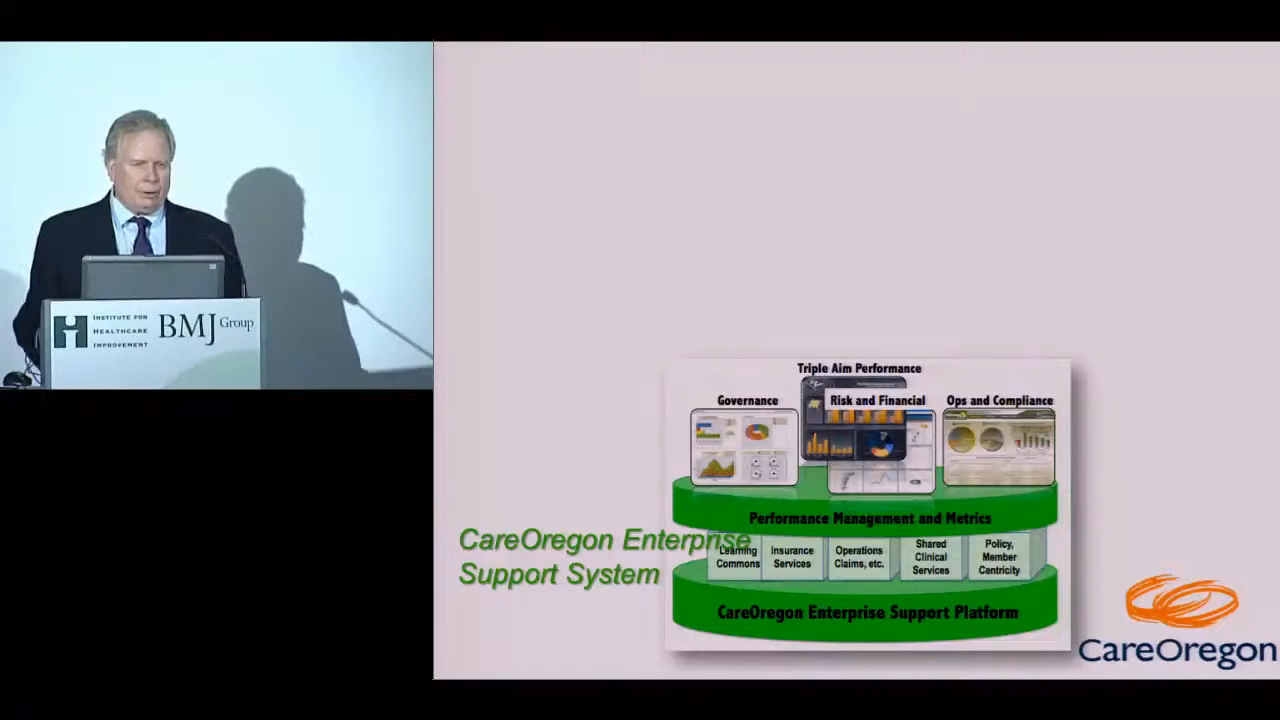 INSTITUTE FOR
HEALTHCARE
IMPROVEMENT
BMJ Group
Triple Aim Performance
Governance
Risk and Financial
Ops and Compliance
Performance Management and Metrics
CareOregon Enterprise
Support System
Learning
Commons
Insurance
Services
Operations
Claims, etc.
Shared
Clinical
Services
Policy,
Member
Centricity
CareOregon Enterprise Support Platform
CareOregon